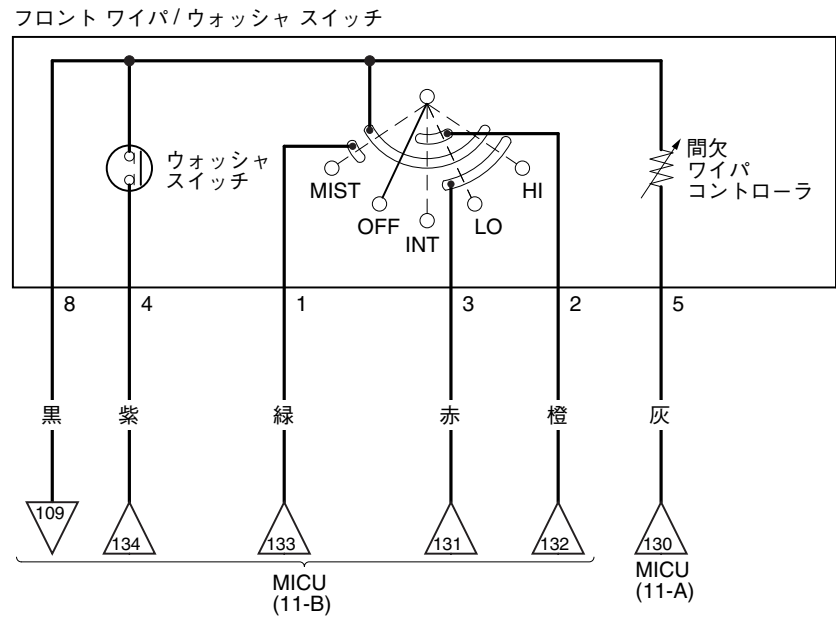 フロント ワイパ / ウォッシャ スイッチ
ウォッシャ
スイッチ
MIST
OFF
INT
LO
HI
間欠
ワイパ
コントローラ
8
4
1
3
2
5
黒
紫
緑
赤
橙
灰
109
134
133
131
132
130
MICU
(11-B)
MICU
(11-A)